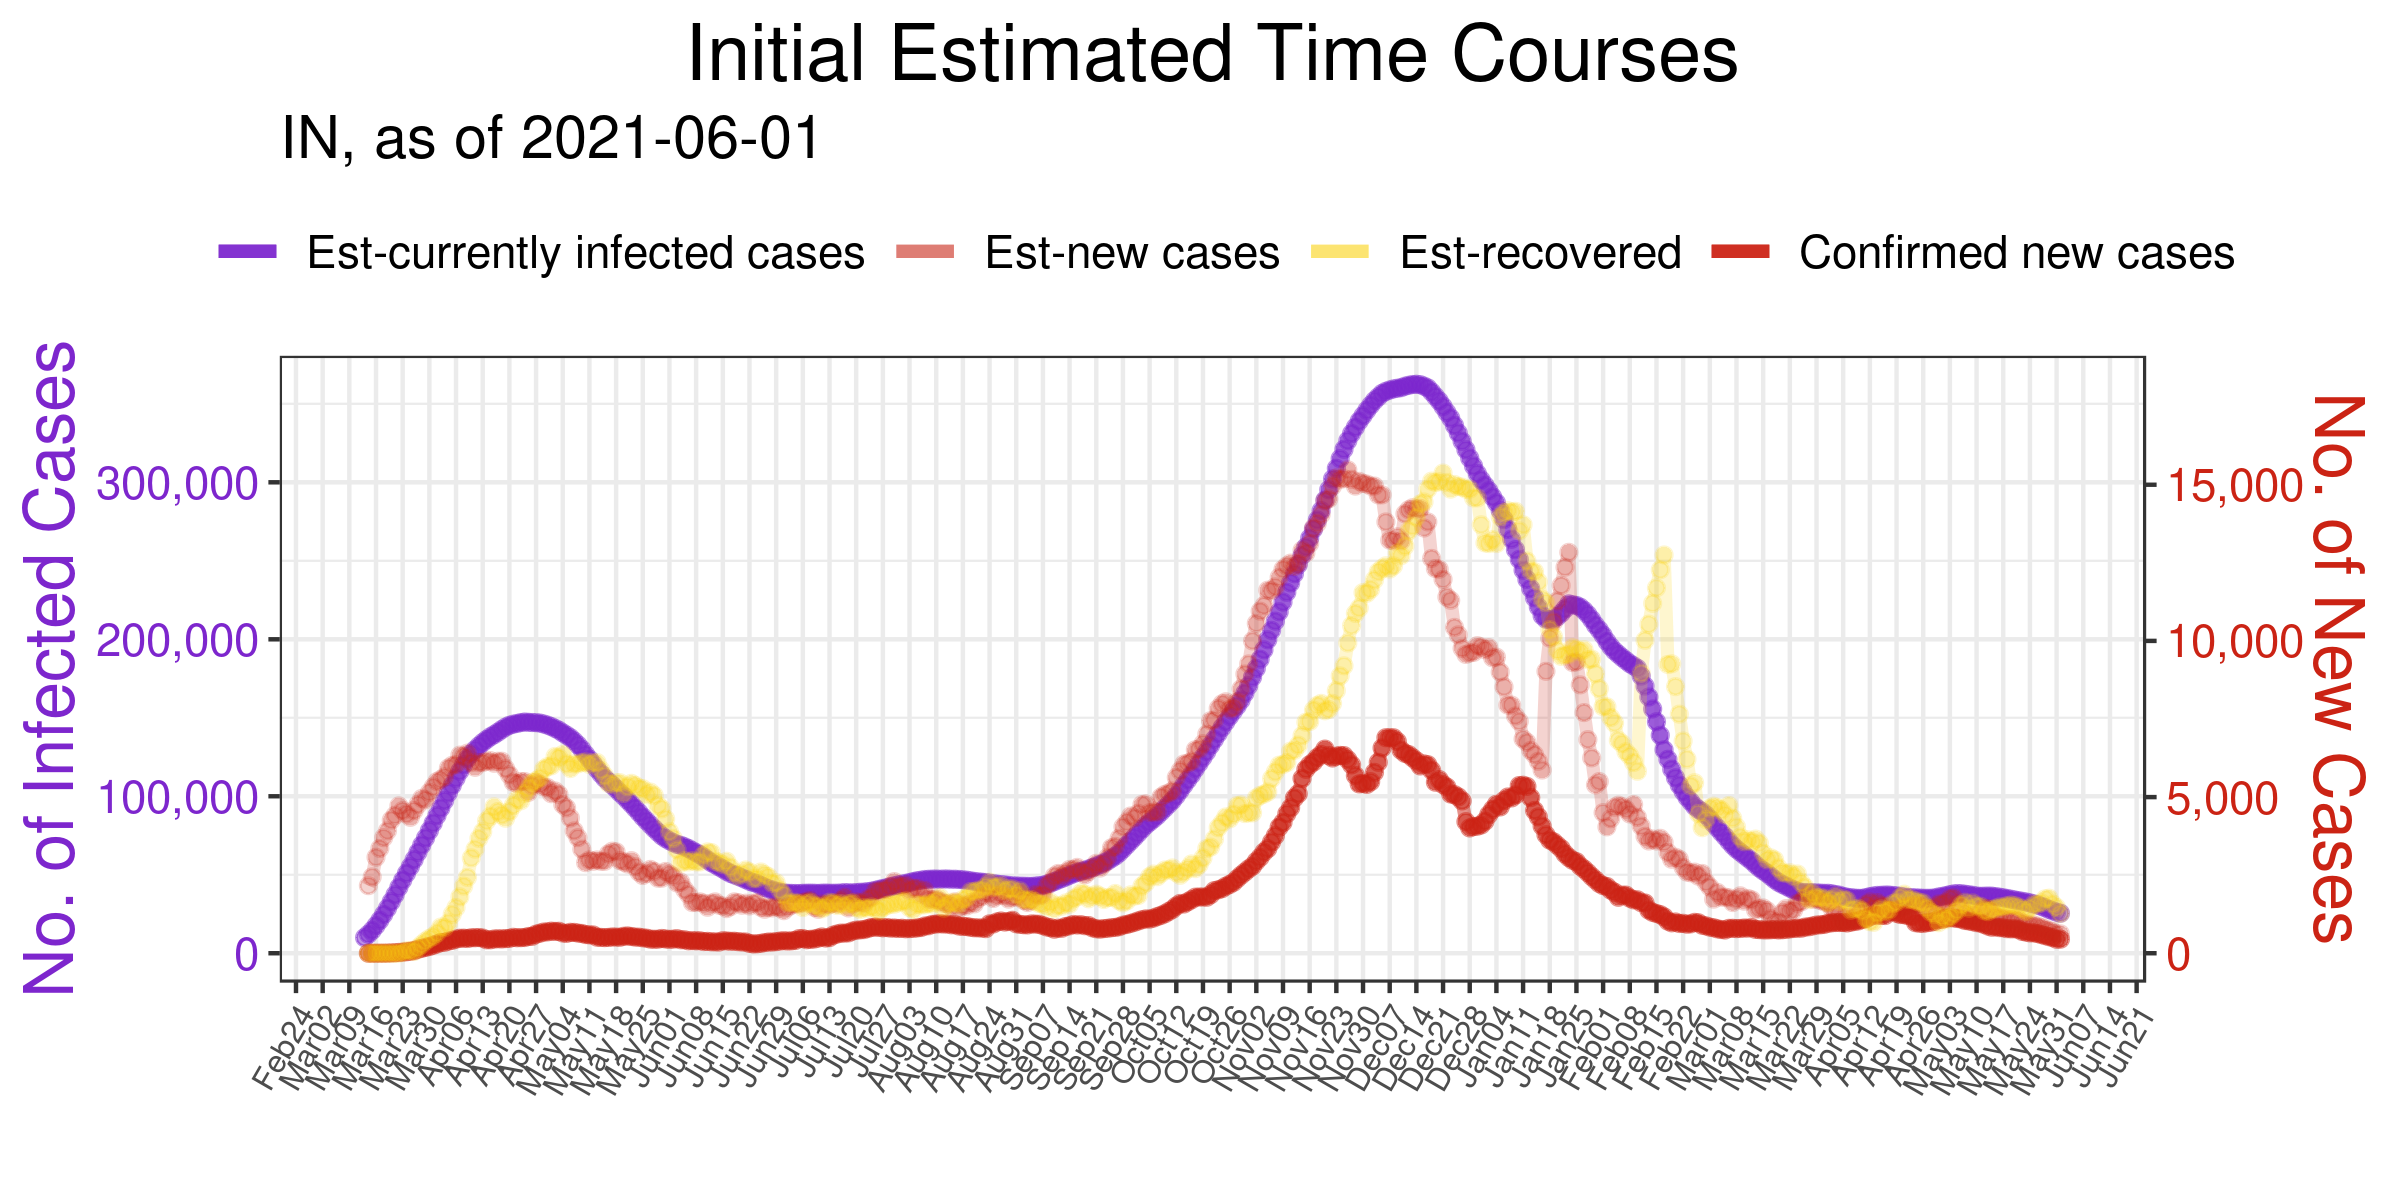 Initial Estimated Time Courses
IN, as of 2021-06-01
Est-currently infected cases Est-new cases Est-recovered Confirmed new cases
No. of Infected Cases
300,000
200,000
100,000
0
15,000
10,000
5,000
0
No. of New Cases
Feb24 Mar02 Mar09 Mar16 Mar23 Mar30 Apr06 Apr13 Apr20 Apr27 May04 May11 May18 May25 Jun01 Jun08 Jun15 Jun22 Jun29 Jul06 Jul13 Jul20 Jul27 Aug03 Aug10 Aug17 Aug24 Aug31 Sep07 Sep14 Sep21 Sep28 Oct05 Oct12 Oct19 Oct26 Nov02 Nov09 Nov16 Nov23 Nov30 Dec07 Dec14 Dec21 Dec28 Jan04 Jan11 Jan18 Jan25 Feb01 Feb08 Feb15 Feb22 Mar01 Mar08 Mar15 Mar22 Mar29 Apr05 Apr12 Apr19 Apr26 May03 May10 May17 May24 May31 Jun07 Jun14 Jun21